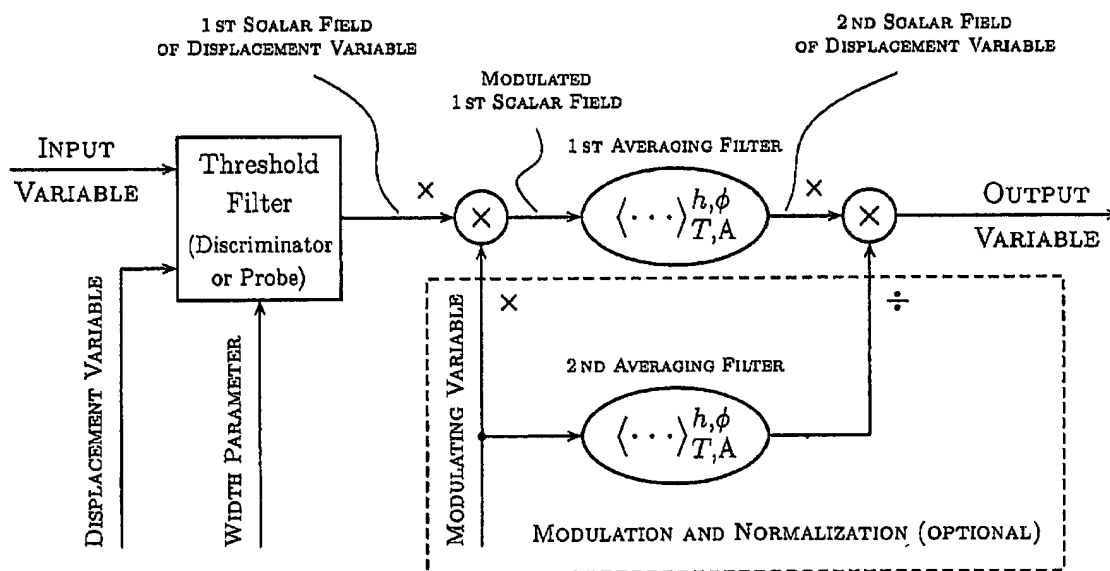 1ST SCALAR FIELD
OF DISPLACEMENT VARIABLE
2ND SCALAR FIELD
OF DISPLACEMENT VARIABLE
MODULATED
1ST SCALAR FIELD
INPUT
VARIABLE
Threshold
Filter
(Discriminator
or Probe)
×
×
1ST AVERAGING FILTER
⟨···⟩ h,ϕ T,A
×
×
OUTPUT
VARIABLE
DISPLACEMENT VARIABLE
WIDTH PARAMETER
MODULATING VARIABLE
×
÷
2ND AVERAGING FILTER
⟨···⟩ h,ϕ T,A
MODULATION AND NORMALIZATION (OPTIONAL)